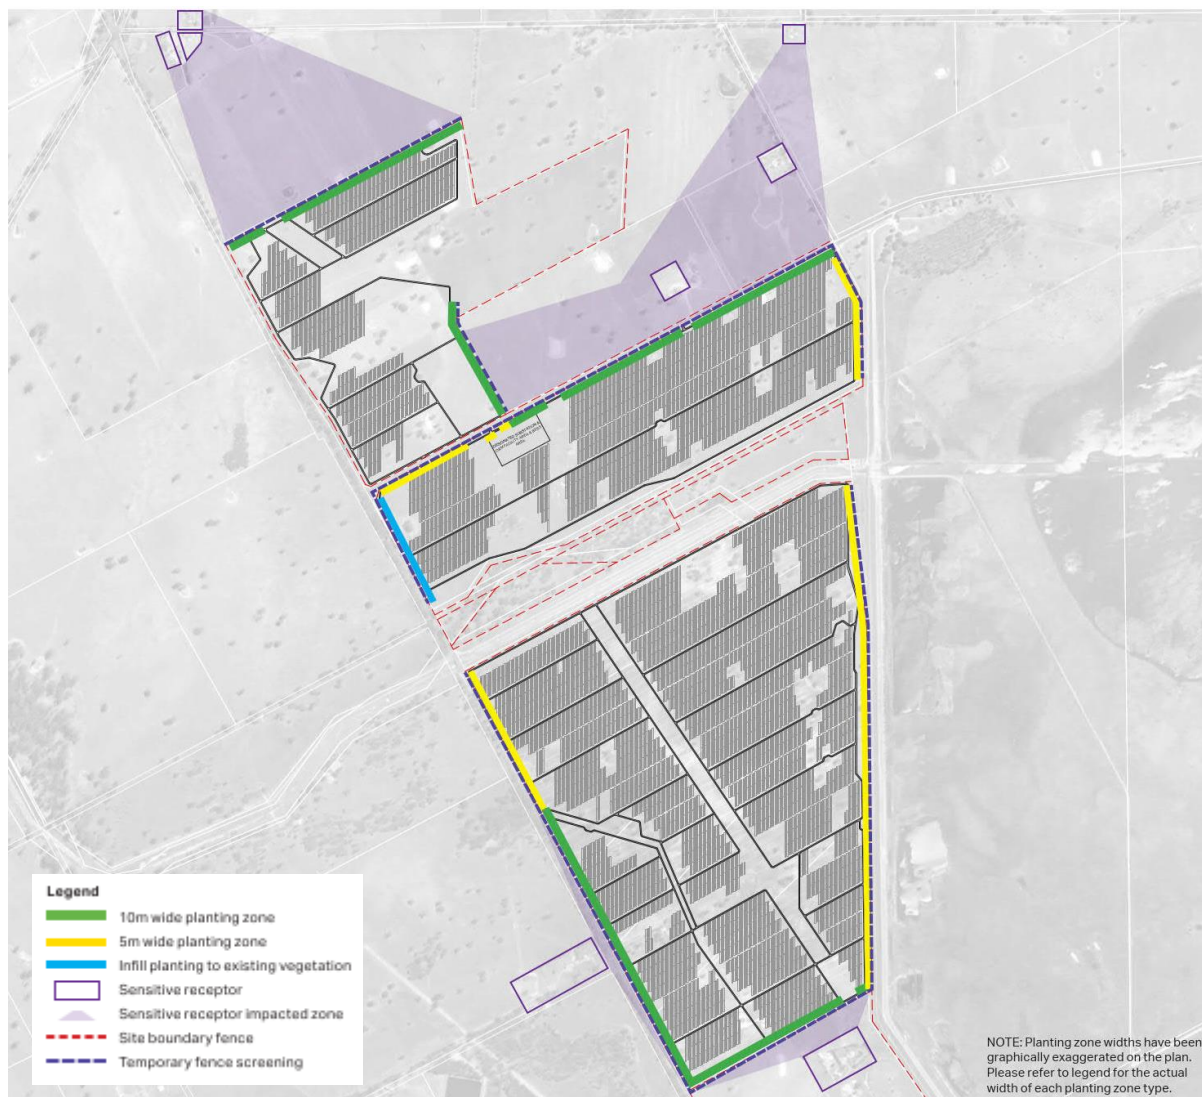 Legend
10m wide planting zone
5m wide planting zone
Infill planting to existing vegetation
Sensitive receptor
Sensitive receptor impacted zone
Site boundary fence
Temporary fence screening
NOTE: Planting zone widths have been
graphically exaggerated on the plan.
Please refer to legend for the actual
width of each planting zone type.